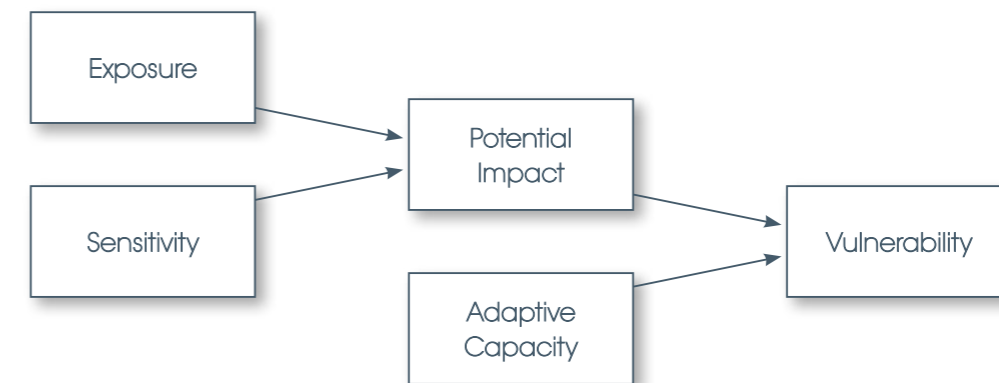 Exposure
Sensitivity
Potential
Impact
Adaptive
Capacity
Vulnerability